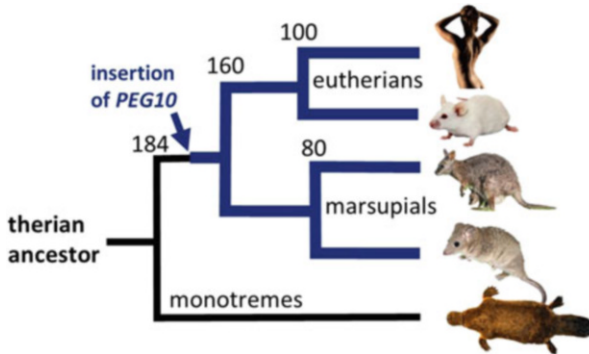 100
160
eutherians
insertion
of PEG10
184
80
marsupials
therian
ancestor
monotremes